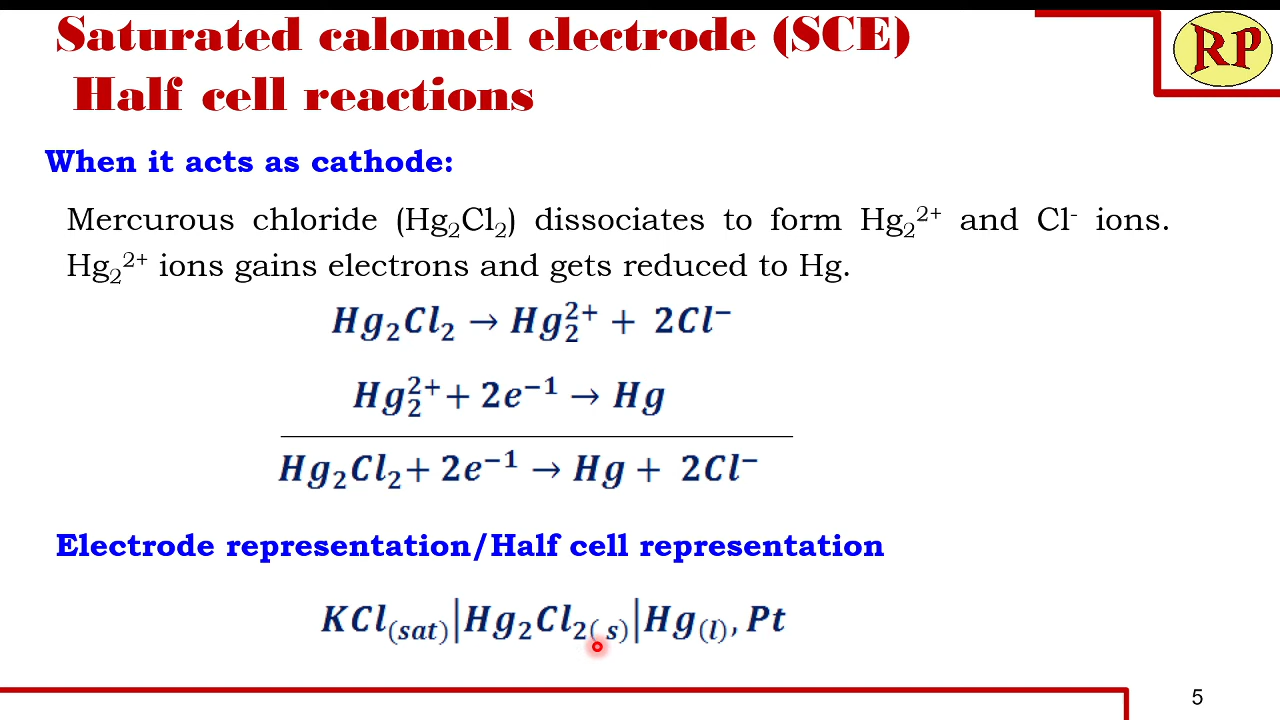 Saturated calomel electrode (SCE)
RP
Half cell reactions
When it acts as cathode:
Mercurous chloride (Hg₂Cl₂) dissociates to form Hg₂²⁺ and Cl⁻ ions.
Hg₂²⁺ ions gains electrons and gets reduced to Hg.
Hg₂Cl₂ → Hg₂²⁺ + 2Cl⁻
Hg₂²⁺ + 2e⁻¹ → Hg
Hg₂Cl₂ + 2e⁻¹ → Hg + 2Cl⁻
Electrode representation/Half cell representation
KCl₍sat₎|Hg₂Cl₂₍ s₎|Hg₍l₎, Pt
5